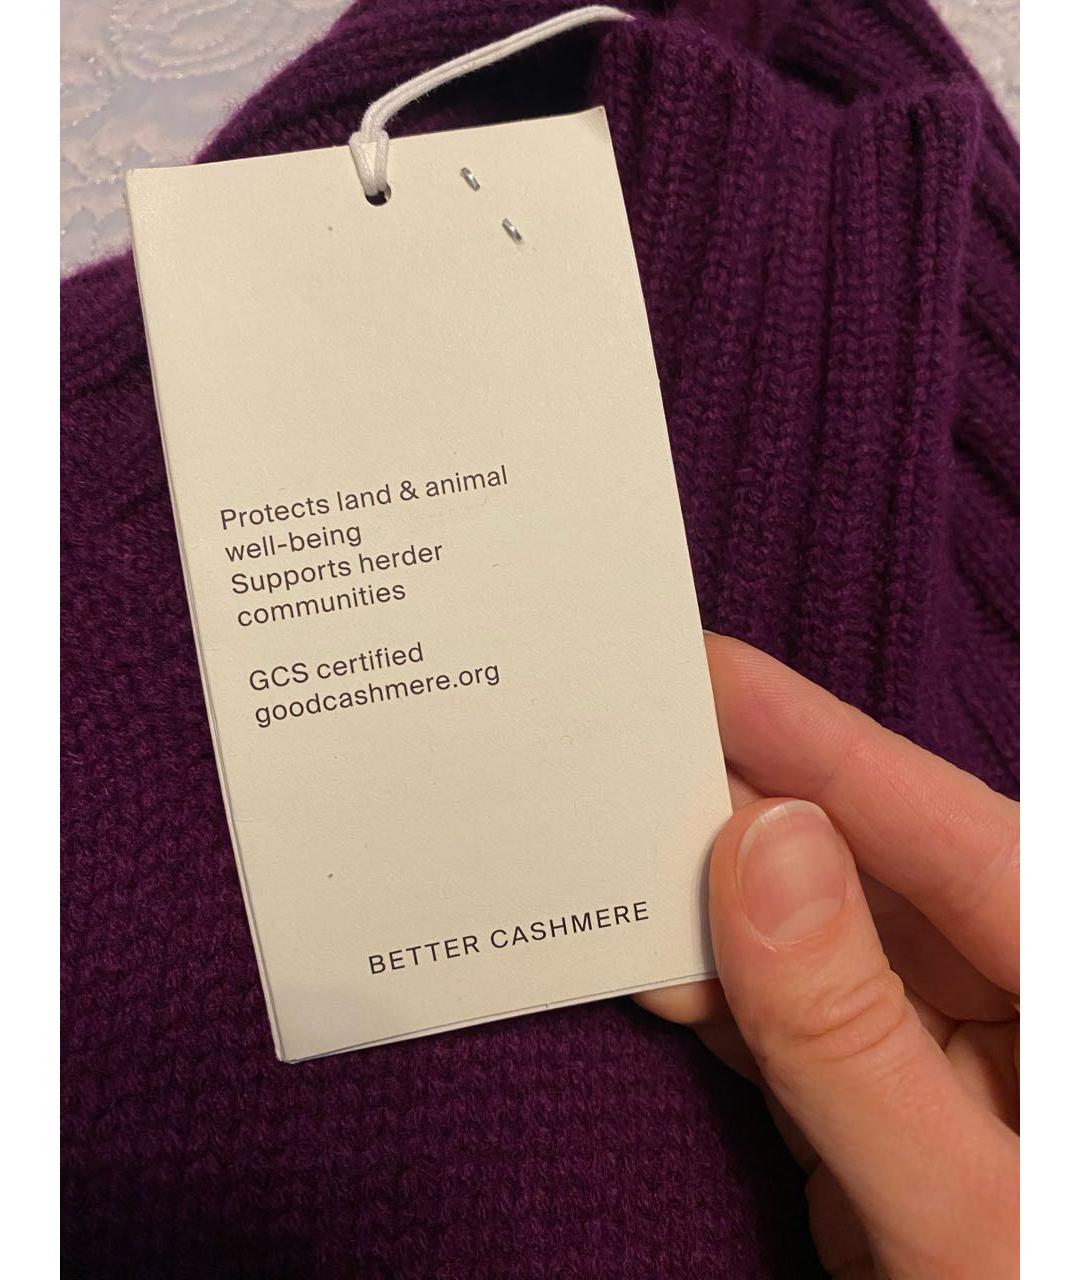 Protects land & animal
well-being
Supports herder
communities
GCS certified
goodcashmere.org
BETTER CASHMERE